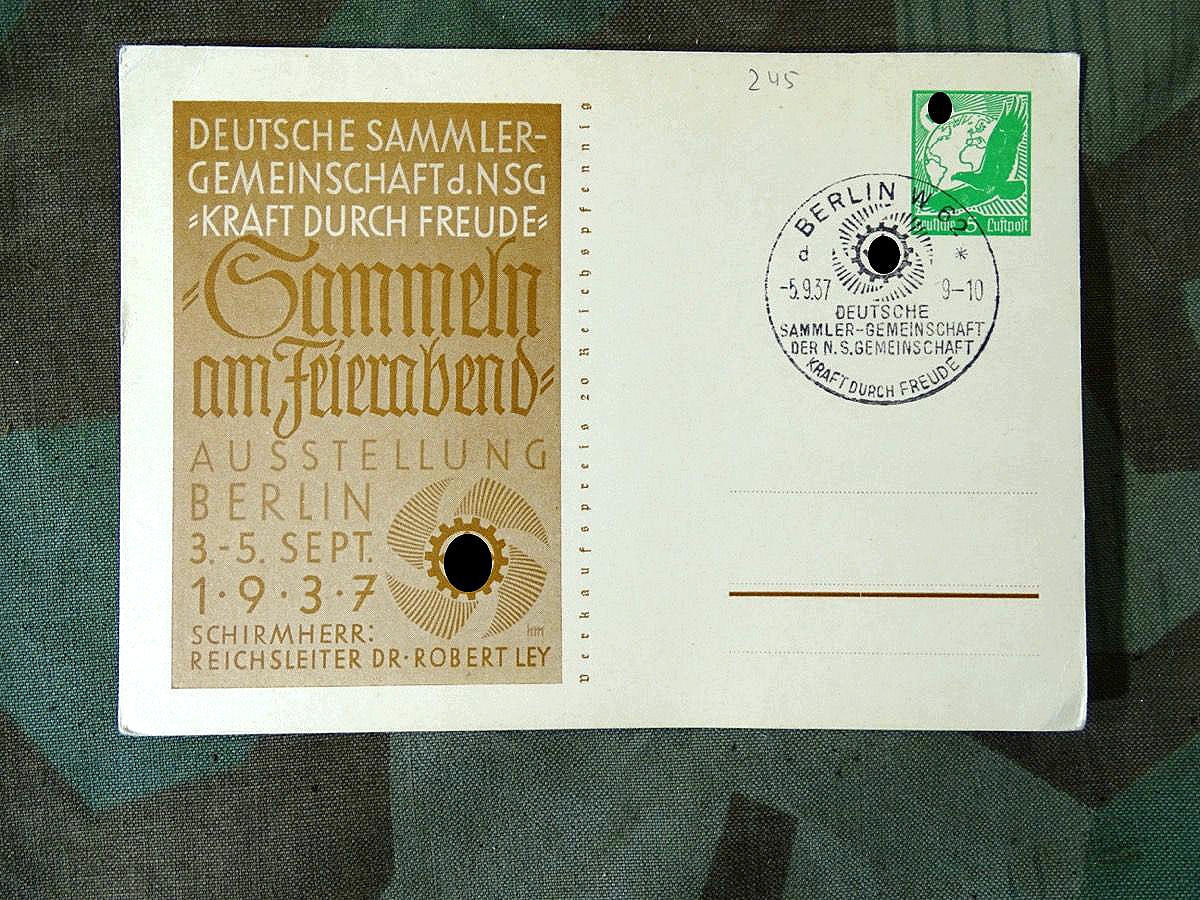 DEUTSCHE SAMMLER-
GEMEINSCHAFT d. NSG
"KRAFT DURCH FREUDE"
"Sammeln
am Feierabend"
AUSSTELLUNG
BERLIN
3.-5. SEPT.
1·9·3·7
SCHIRMHERR:
REICHSLEITER DR·ROBERT LEY
HM
Verkaufspreis 20 Reichspfennig
245
Deutsche 5 Luftpost
BERLIN W 62
d *
-5.9.37 9-10
DEUTSCHE
SAMMLER-GEMEINSCHAFT
DER N.S.GEMEINSCHAFT
KRAFT DURCH FREUDE